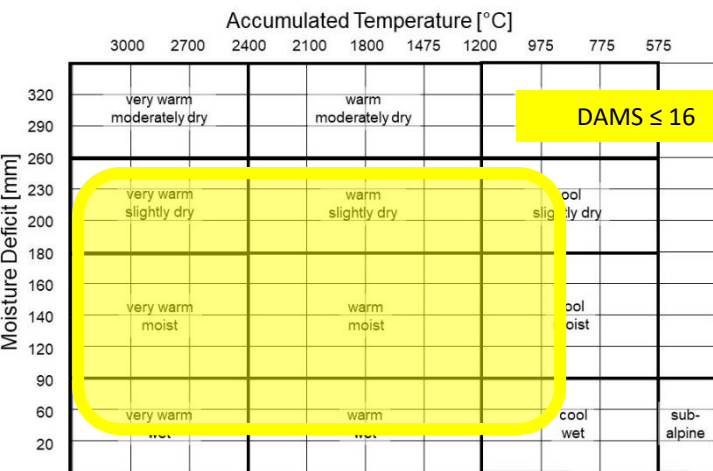 Accumulated Temperature [°C]
3000 2700 2400 2100 1800 1475 1200 975 775 575
Moisture Deficit [mm]
320
290
260
230
200
180
160
140
120
90
60
20
very warm
moderately dry
warm
moderately dry
DAMS ≤ 16
very warm
slightly dry
warm
slightly dry
ool
slightly dry
very warm
moist
warm
moist
ool
oist
very warm
wet
warm
wet
cool
wet
sub-
alpine